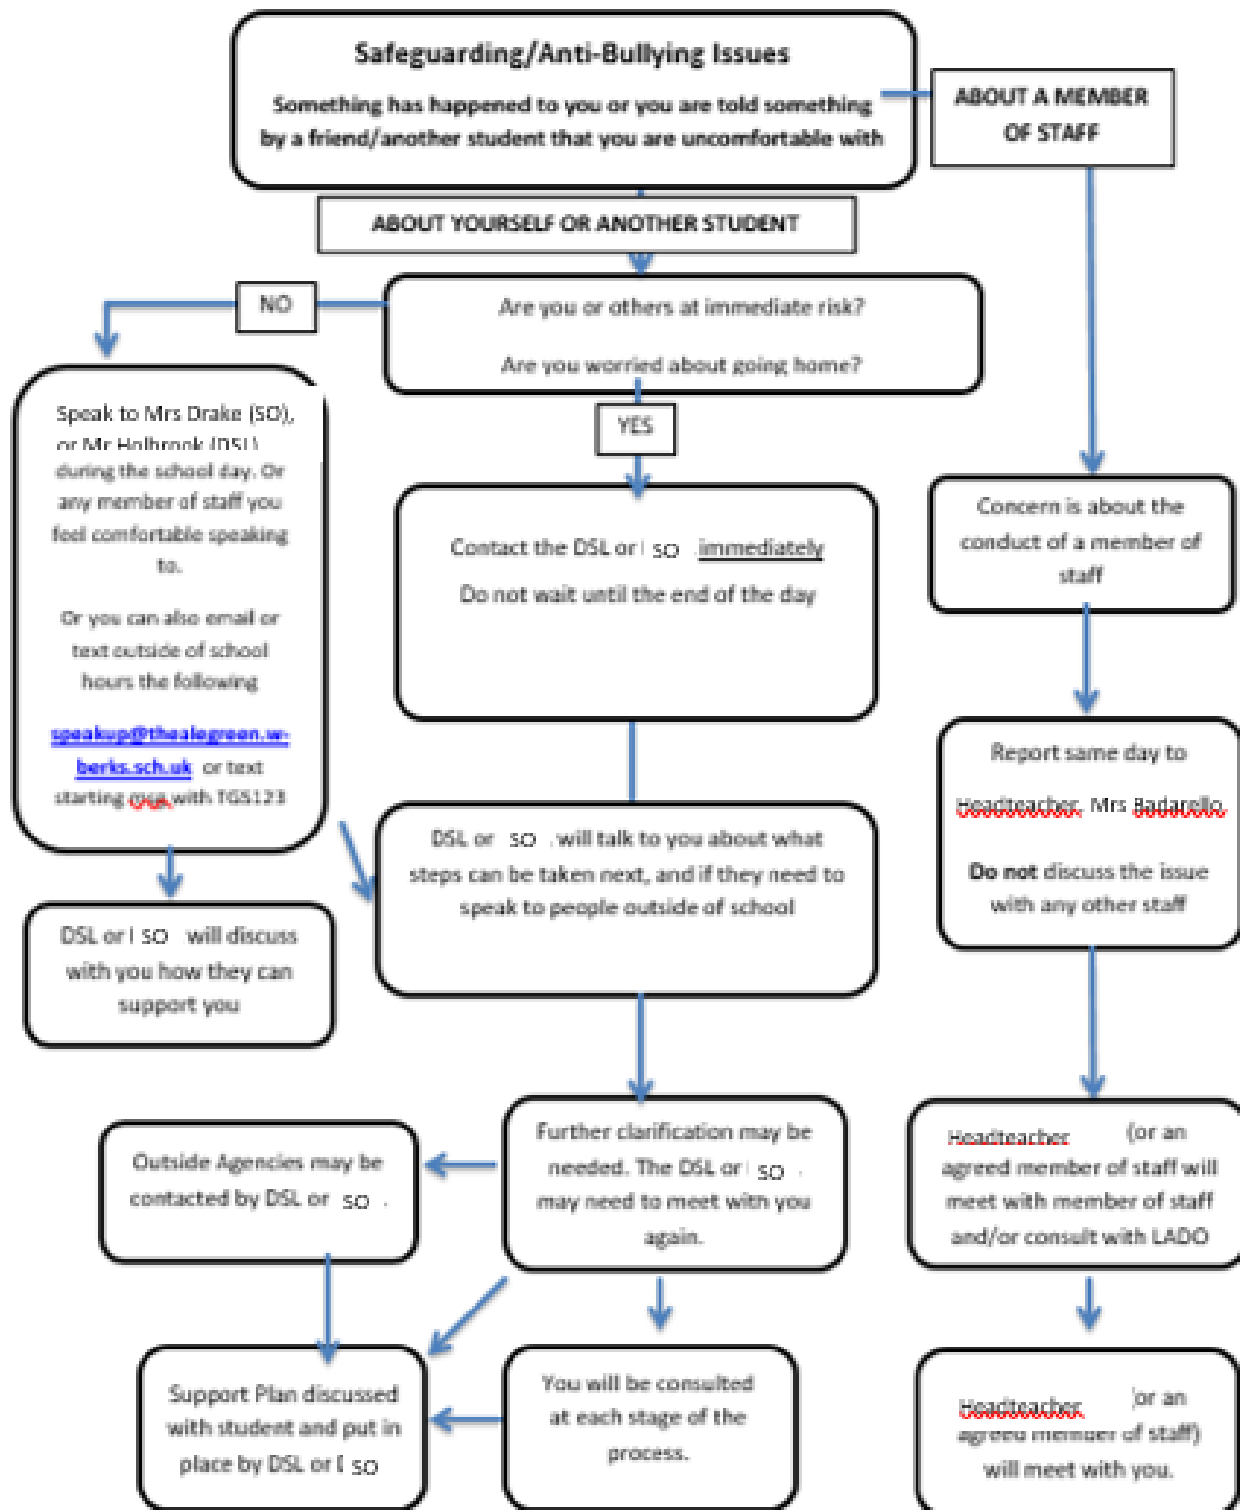 Safeguarding/Anti-Bullying Issues
Something has happened to you or you are told something
by a friend/another student that you are uncomfortable with
ABOUT A MEMBER
OF STAFF
ABOUT YOURSELF OR ANOTHER STUDENT
NO
Are you or others at immediate risk?
Are you worried about going home?
YES
Speak to Mrs Drake (SO),
or Mr Holbrook (DSL)
during the school day. Or
any member of staff you
feel comfortable speaking
to.
Or you can also email or
text outside of school
hours the following
speakup@thealegreen.w-
berks.sch.uk or text
starting msg with TGS123
Contact the DSL or SO . immediately
Do not wait until the end of the day
Concern is about the
conduct of a member of
staff
Report same day to
Headteacher Mrs Badarello
Do not discuss the issue
with any other staff
DSL or SO . will talk to you about what
steps can be taken next, and if they need to
speak to people outside of school
DSL or SO will discuss
with you how they can
support you
Outside Agencies may be
contacted by DSL or SO .
Further clarification may be
needed. The DSL or SO .
may need to meet with you
again.
Headteacher (or an
agreed member of staff will
meet with member of staff
and/or consult with LADO
Support Plan discussed
with student and put in
place by DSL or SO
You will be consulted
at each stage of the
process.
Headteacher or an
agreed member of staff)
will meet with you.